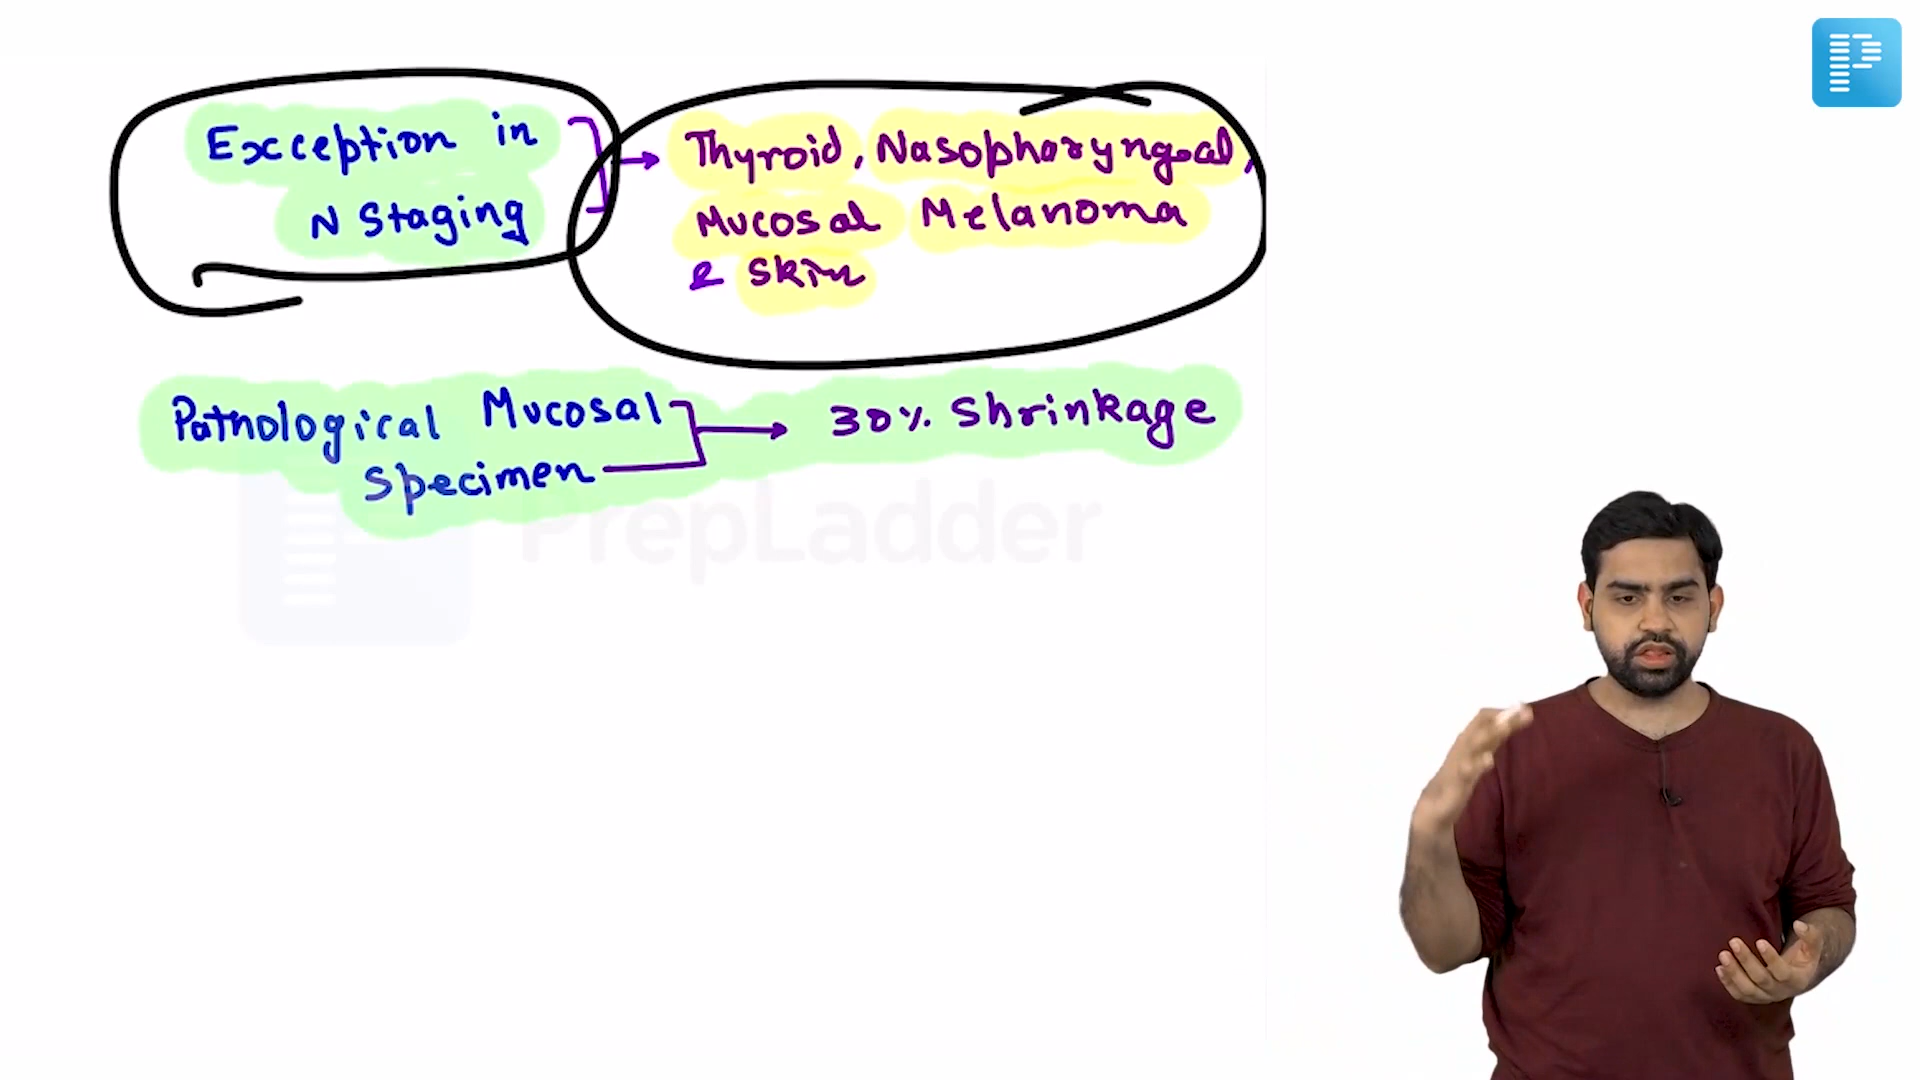 Exception in
N Staging
Thyroid, Nasopharyngeal,
Mucosal Melanoma
& Skin
Pathological Mucosal
Specimen
30% Shrinkage
PrepLadder